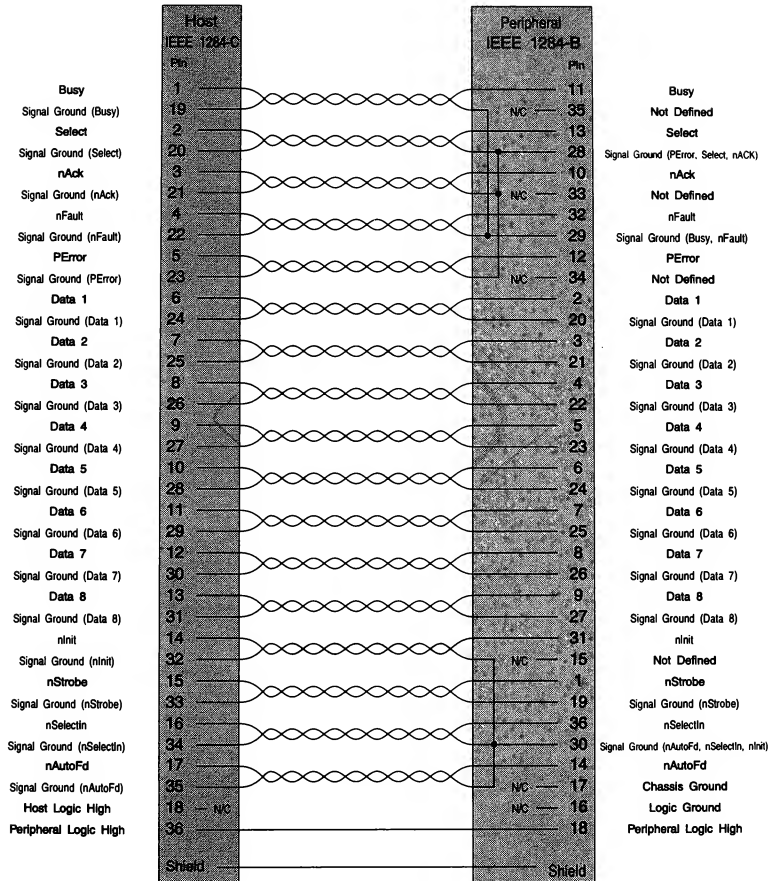 Host Peripheral
IEEE 1284-C IEEE 1284-B
Pin Pin
Busy 1 11 Busy
Signal Ground (Busy) 19 N/C 35 Not Defined
Select 2 13 Select
Signal Ground (Select) 20 28 Signal Ground (PError, Select, nACK)
nAck 3 10 nAck
Signal Ground (nAck) 21 N/C 33 Not Defined
nFault 4 32 nFault
Signal Ground (nFault) 22 29 Signal Ground (Busy, nFault)
PError 5 12 PError
Signal Ground (PError) 23 N/C 34 Not Defined
Data 1 6 2 Data 1
Signal Ground (Data 1) 24 20 Signal Ground (Data 1)
Data 2 7 3 Data 2
Signal Ground (Data 2) 25 21 Signal Ground (Data 2)
Data 3 8 4 Data 3
Signal Ground (Data 3) 26 22 Signal Ground (Data 3)
Data 4 9 5 Data 4
Signal Ground (Data 4) 27 23 Signal Ground (Data 4)
Data 5 10 6 Data 5
Signal Ground (Data 5) 28 24 Signal Ground (Data 5)
Data 6 11 7 Data 6
Signal Ground (Data 6) 29 25 Signal Ground (Data 6)
Data 7 12 8 Data 7
Signal Ground (Data 7) 30 26 Signal Ground (Data 7)
Data 8 13 9 Data 8
Signal Ground (Data 8) 31 27 Signal Ground (Data 8)
nInit 14 31 nInit
Signal Ground (nInit) 32 N/C 15 Not Defined
nStrobe 15 1 nStrobe
Signal Ground (nStrobe) 33 19 Signal Ground (nStrobe)
nSelectIn 16 36 nSelectIn
Signal Ground (nSelectIn) 34 30 Signal Ground (nAutoFd, nSelectIn, nInit)
nAutoFd 17 14 nAutoFd
Signal Ground (nAutoFd) 35 N/C 17 Chassis Ground
Host Logic High 18 N/C N/C 16 Logic Ground
Peripheral Logic High 36 18 Peripheral Logic High
Shield Shield